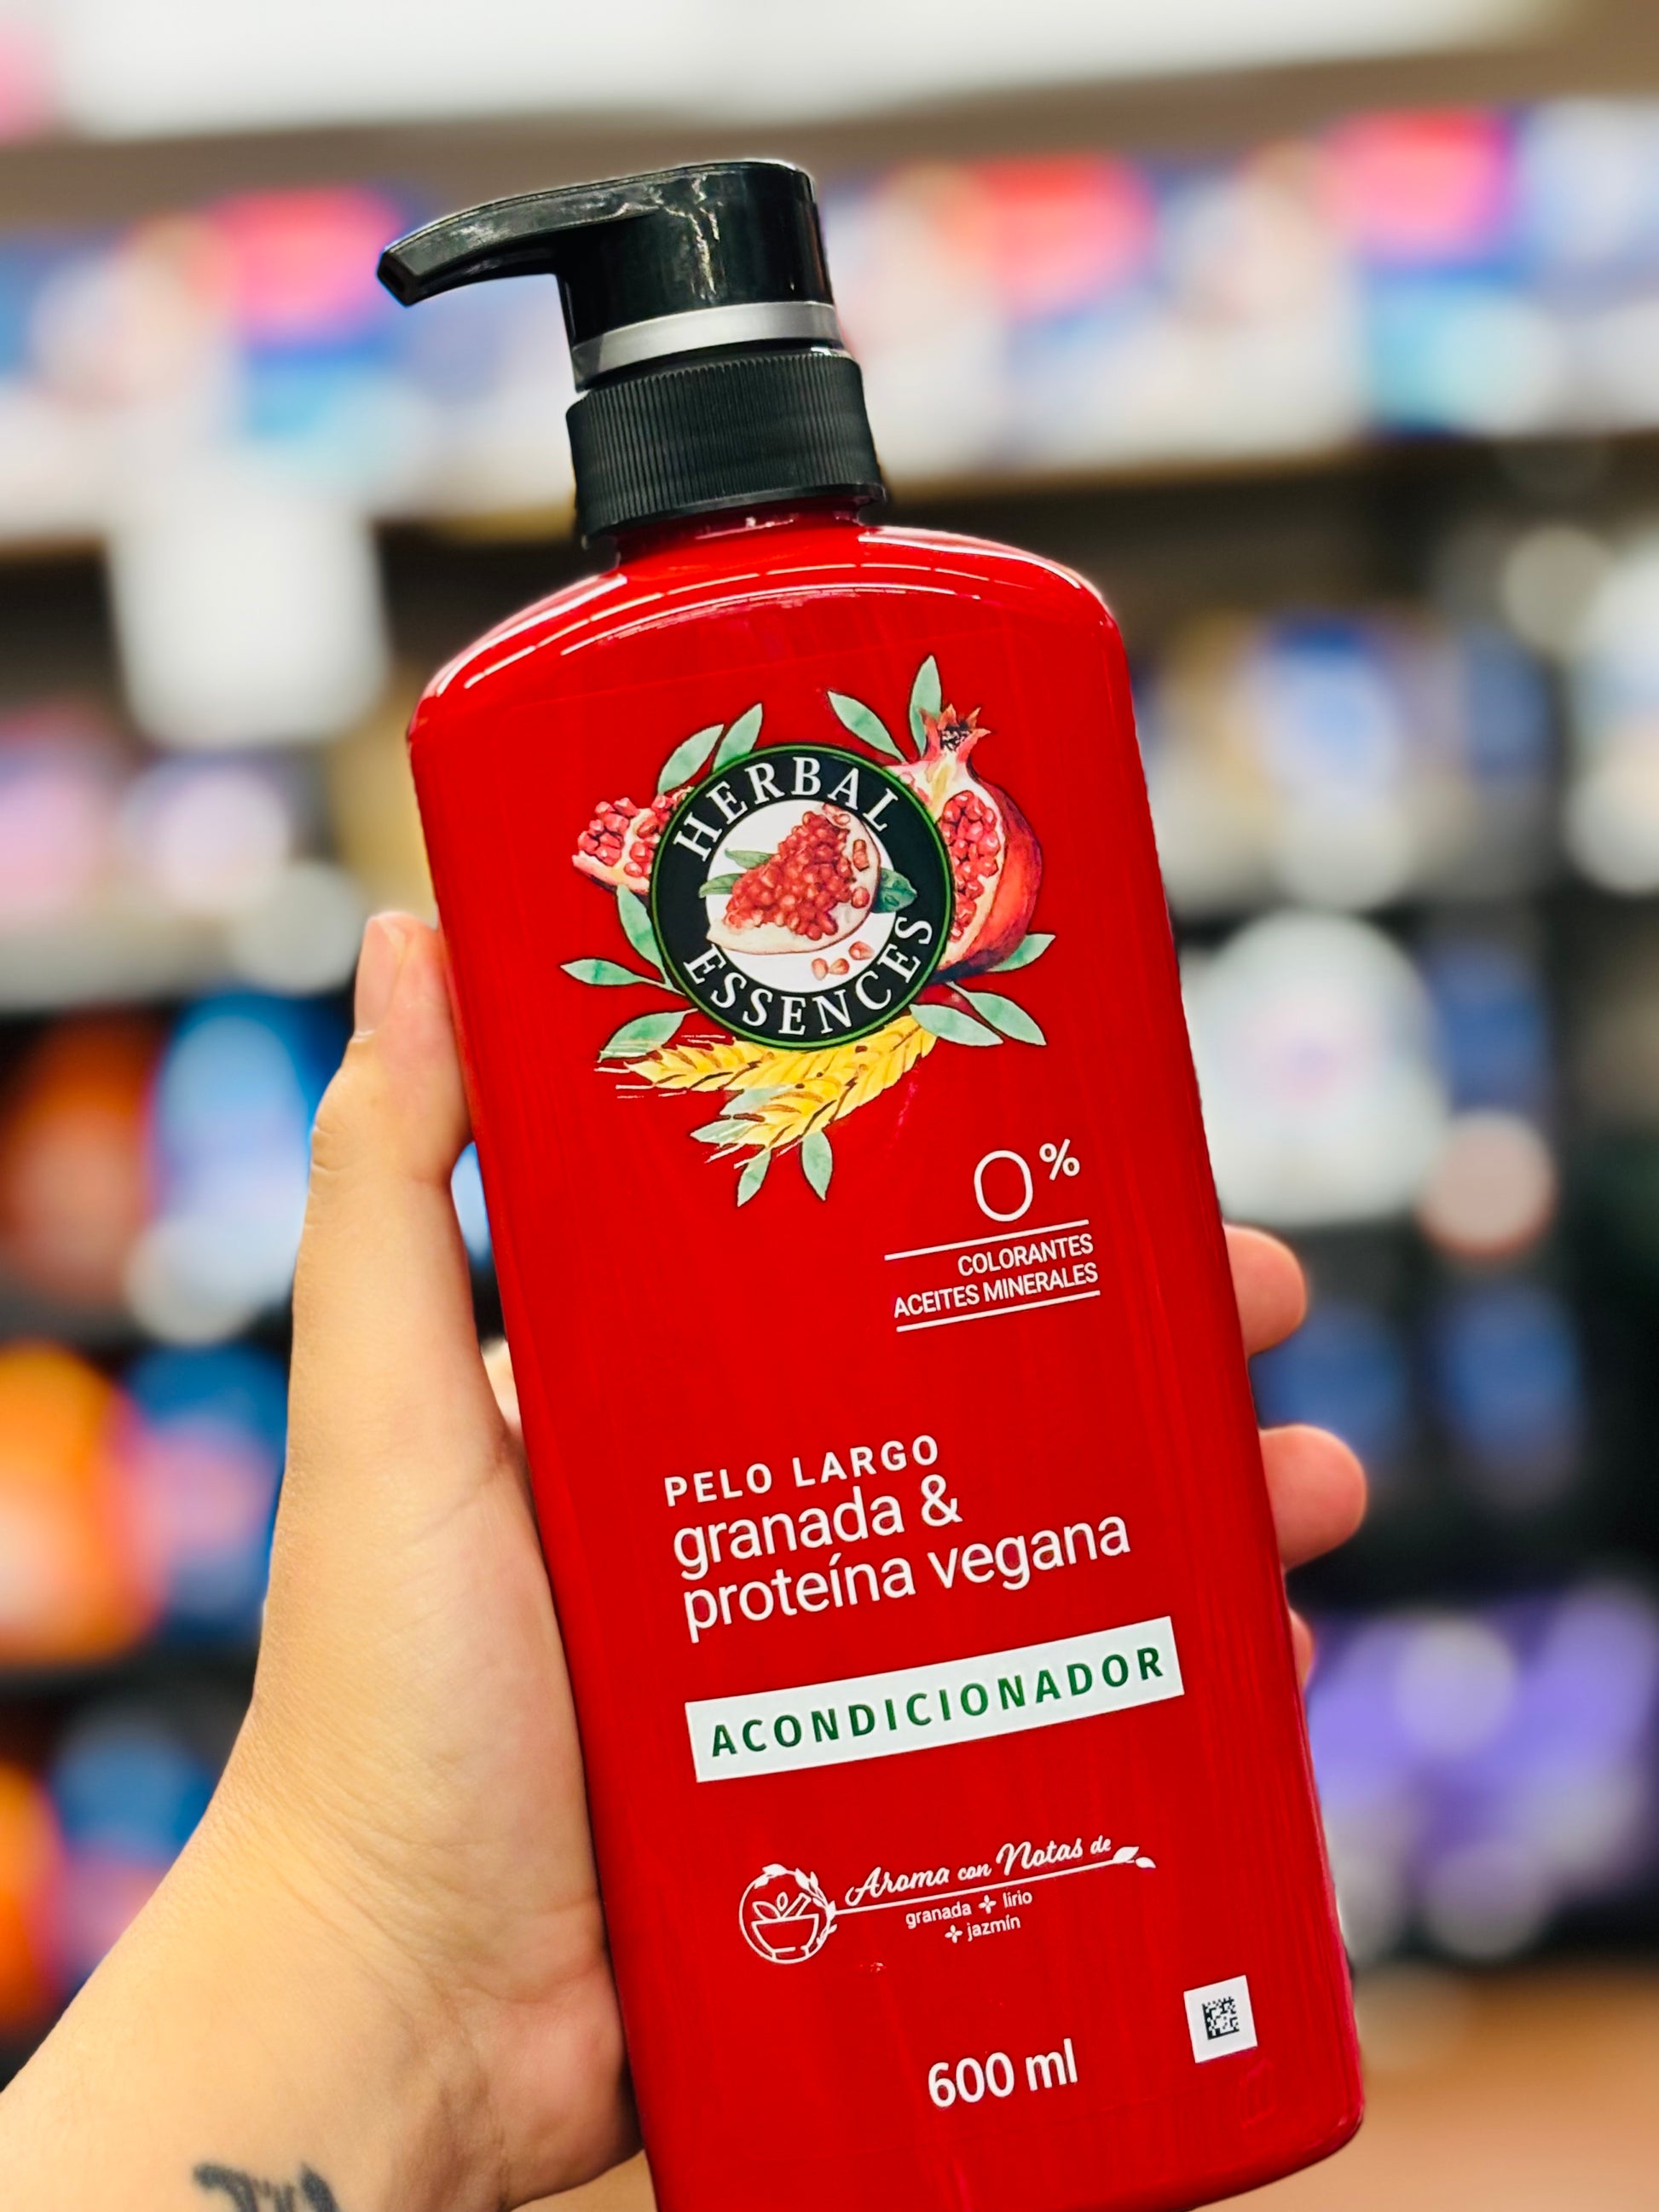 HERBAL
ESSENCES
0%
COLORANTES
ACEITES MINERALES
PELO LARGO
granada &
proteína vegana
ACONDICIONADOR
Aroma con Notas de
granada + lirio
+ jazmín
600 ml